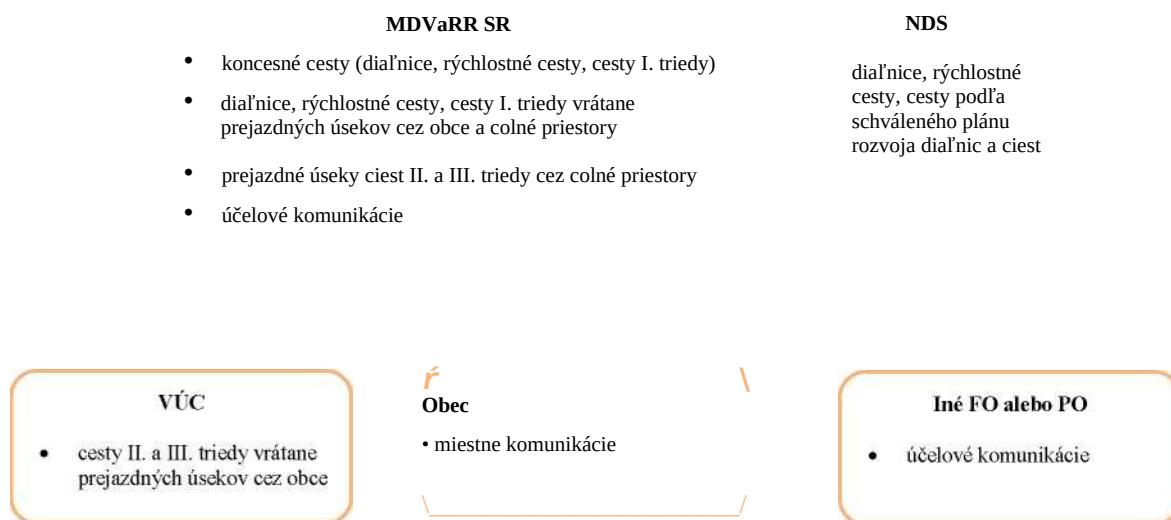 MDVaRR SR
• koncesné cesty (diaľnice, rýchlostné cesty, cesty I. triedy)
• diaľnice, rýchlostné cesty, cesty I. triedy vrátane
prejazdných úsekov cez obce a colné priestory
• prejazdné úseky ciest II. a III. triedy cez colné priestory
• účelové komunikácie
NDS
diaľnice, rýchlostné
cesty, cesty podľa
schváleného plánu
rozvoja diaľnic a ciest
VÚC
• cesty II. a III. triedy vrátane
prejazdných úsekov cez obce
ŕ \
Obec
• miestne komunikácie
\_____________________________/
Iné FO alebo PO
• účelové komunikácie